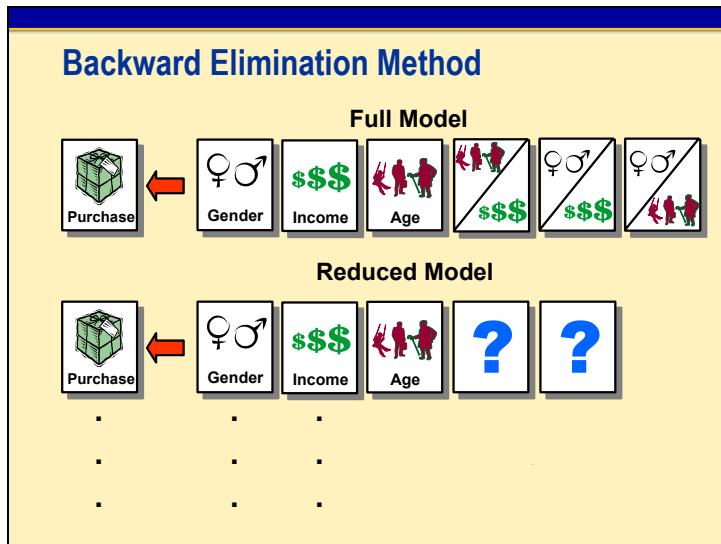 Backward Elimination Method
Full Model
Purchase
♀♂
Gender
$$$
Income
Age
$$$
♀♂
$$$
♀♂
Reduced Model
Purchase
♀♂
Gender
$$$
Income
Age
?
?
. . .
. . .
. . .